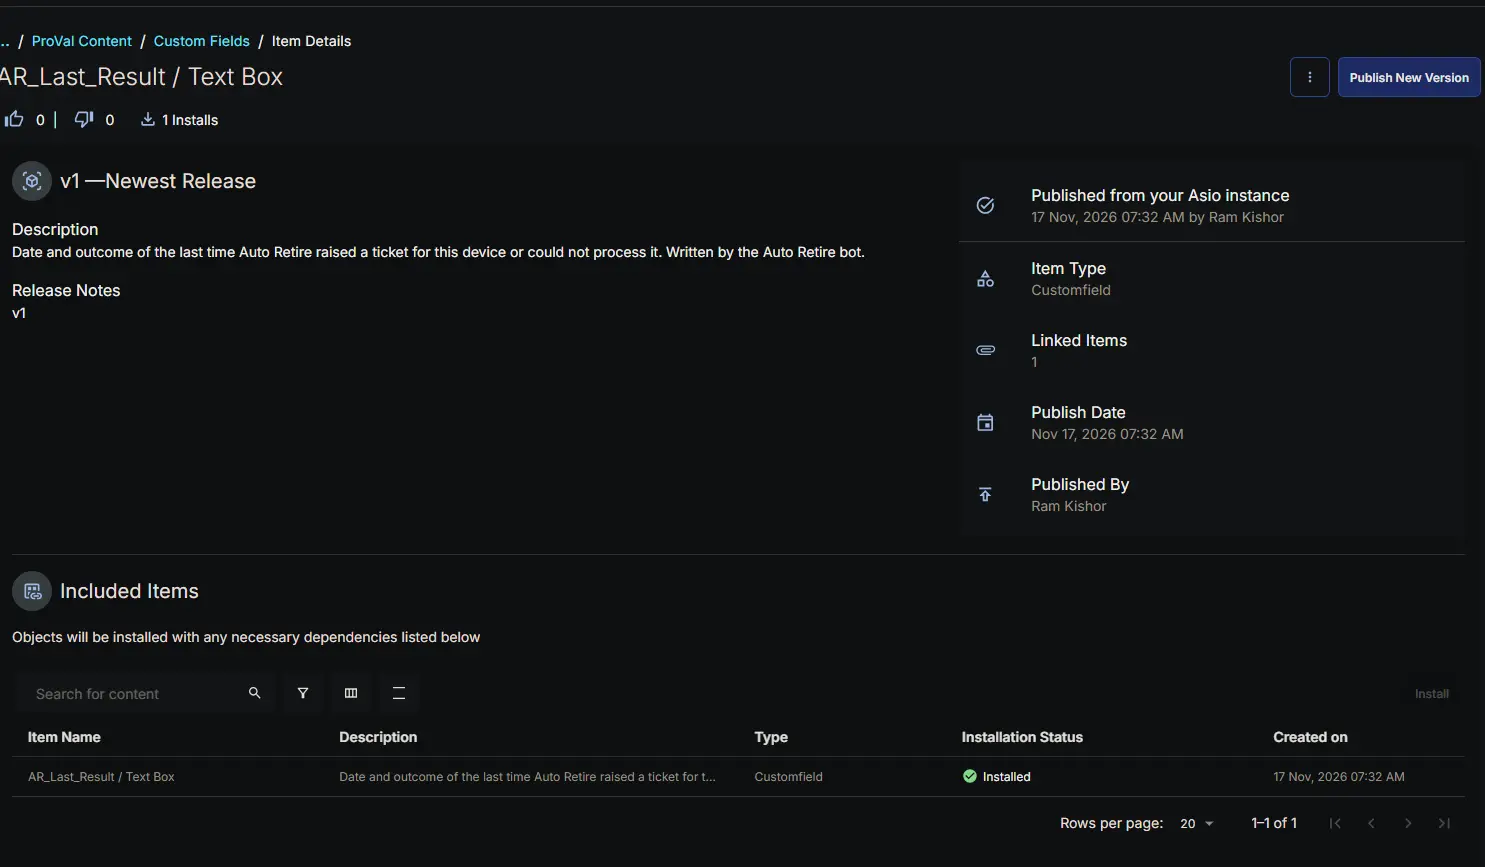 .. / ProVal Content / Custom Fields / Item Details
AR_Last_Result / Text Box
Publish New Version
0 | 0 1 Installs
v1 —Newest Release
Description
Date and outcome of the last time Auto Retire raised a ticket for this device or could not process it. Written by the Auto Retire bot.
Release Notes
v1
Published from your Asio instance
17 Nov, 2026 07:32 AM by Ram Kishor
Item Type
Customfield
Linked Items
1
Publish Date
Nov 17, 2026 07:32 AM
Published By
Ram Kishor
Included Items
Objects will be installed with any necessary dependencies listed below
Search for content
Install
Item Name Description Type Installation Status Created on
AR_Last_Result / Text Box Date and outcome of the last time Auto Retire raised a ticket for t... Customfield Installed 17 Nov, 2026 07:32 AM
Rows per page: 20 1–1 of 1